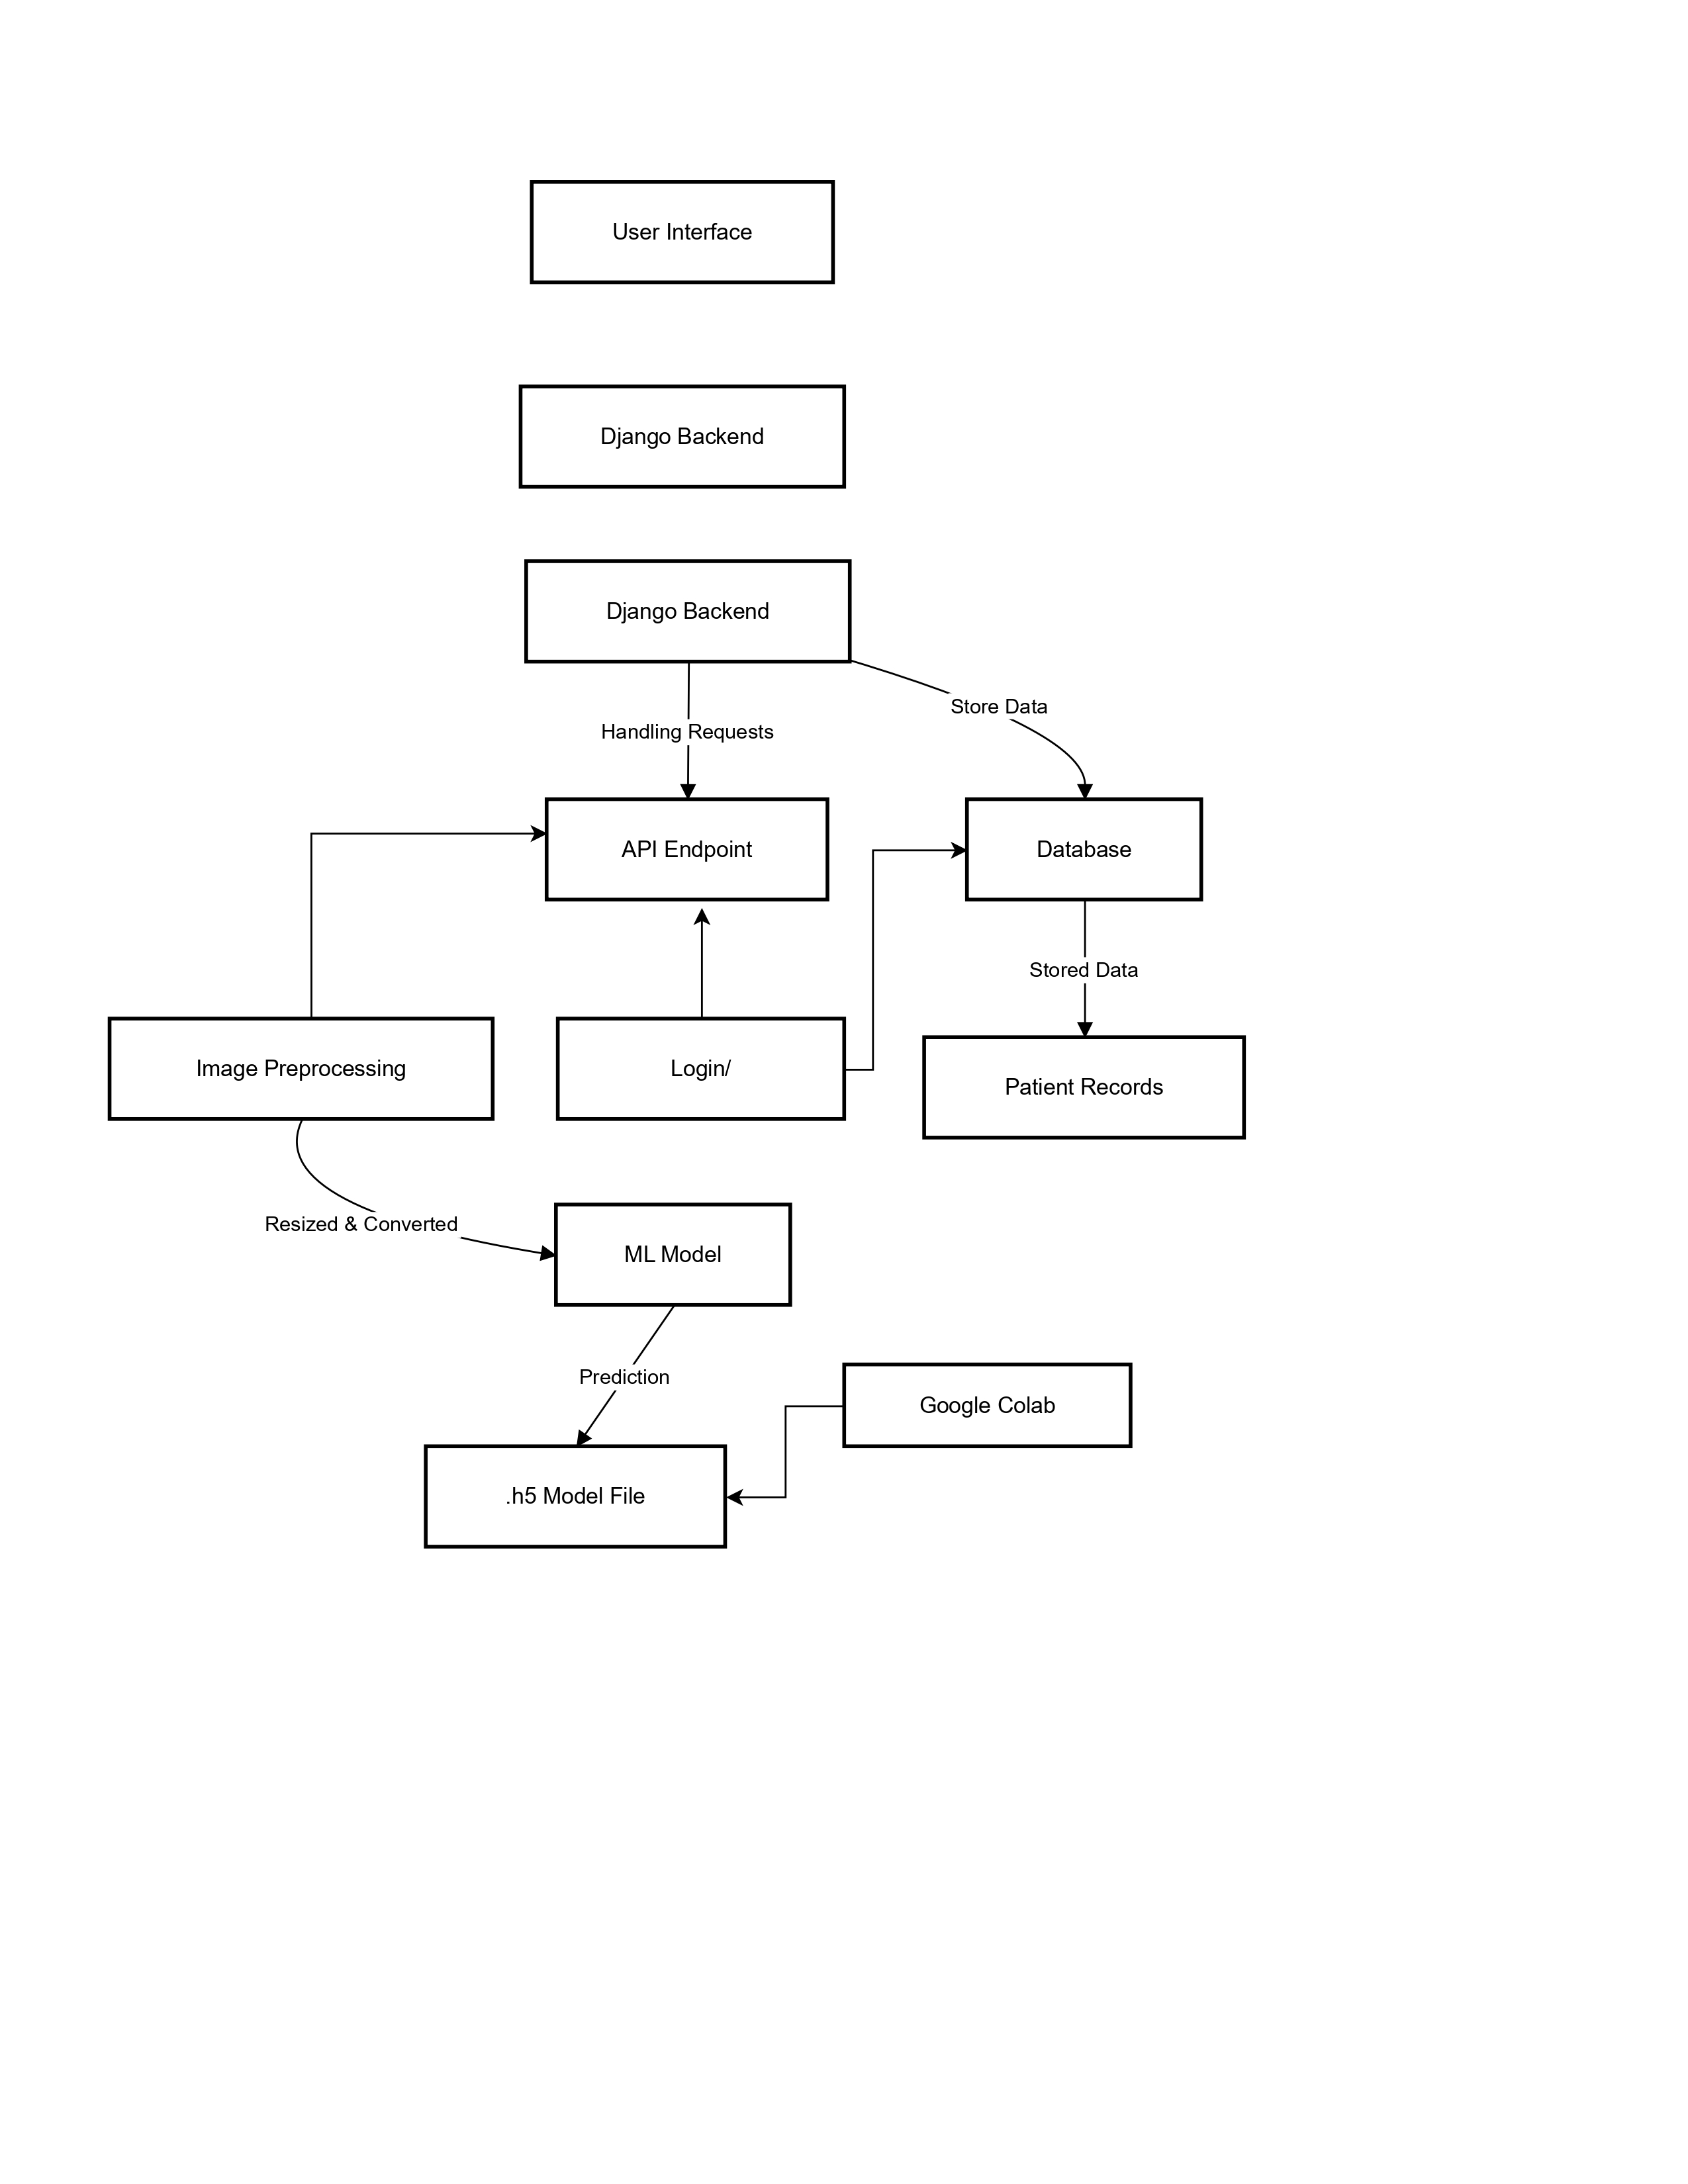 User Interface
Django Backend
Django Backend
Store Data
Handling Requests
API Endpoint
Database
Stored Data
Image Preprocessing
Login/
Patient Records
Resized & Converted
ML Model
Prediction
Google Colab
.h5 Model File